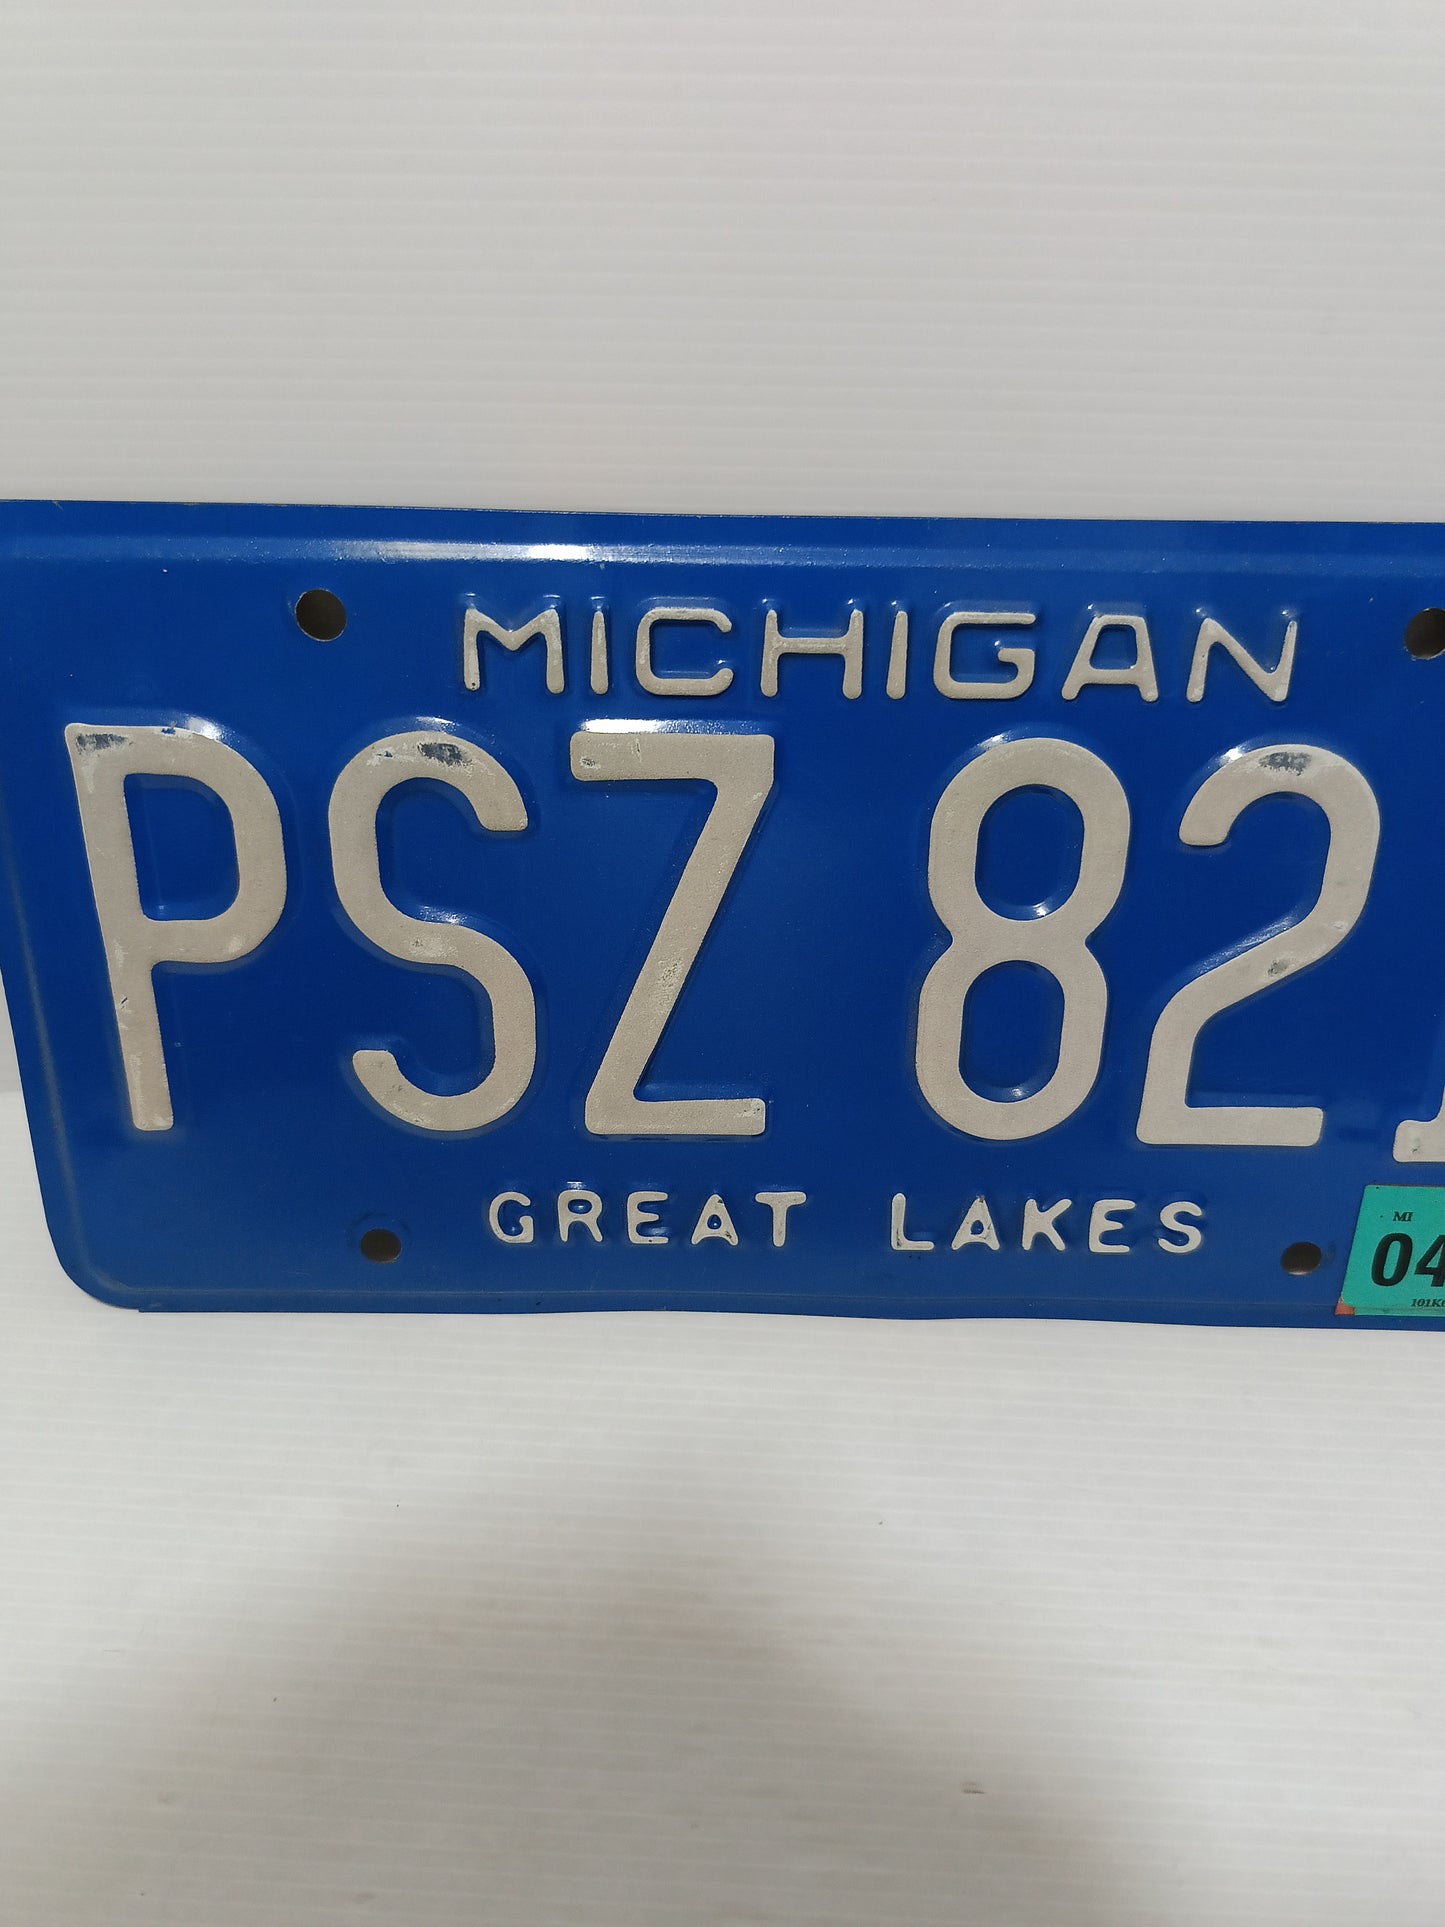 MICHIGAN
PSZ 82
GREAT LAKES
MI
04